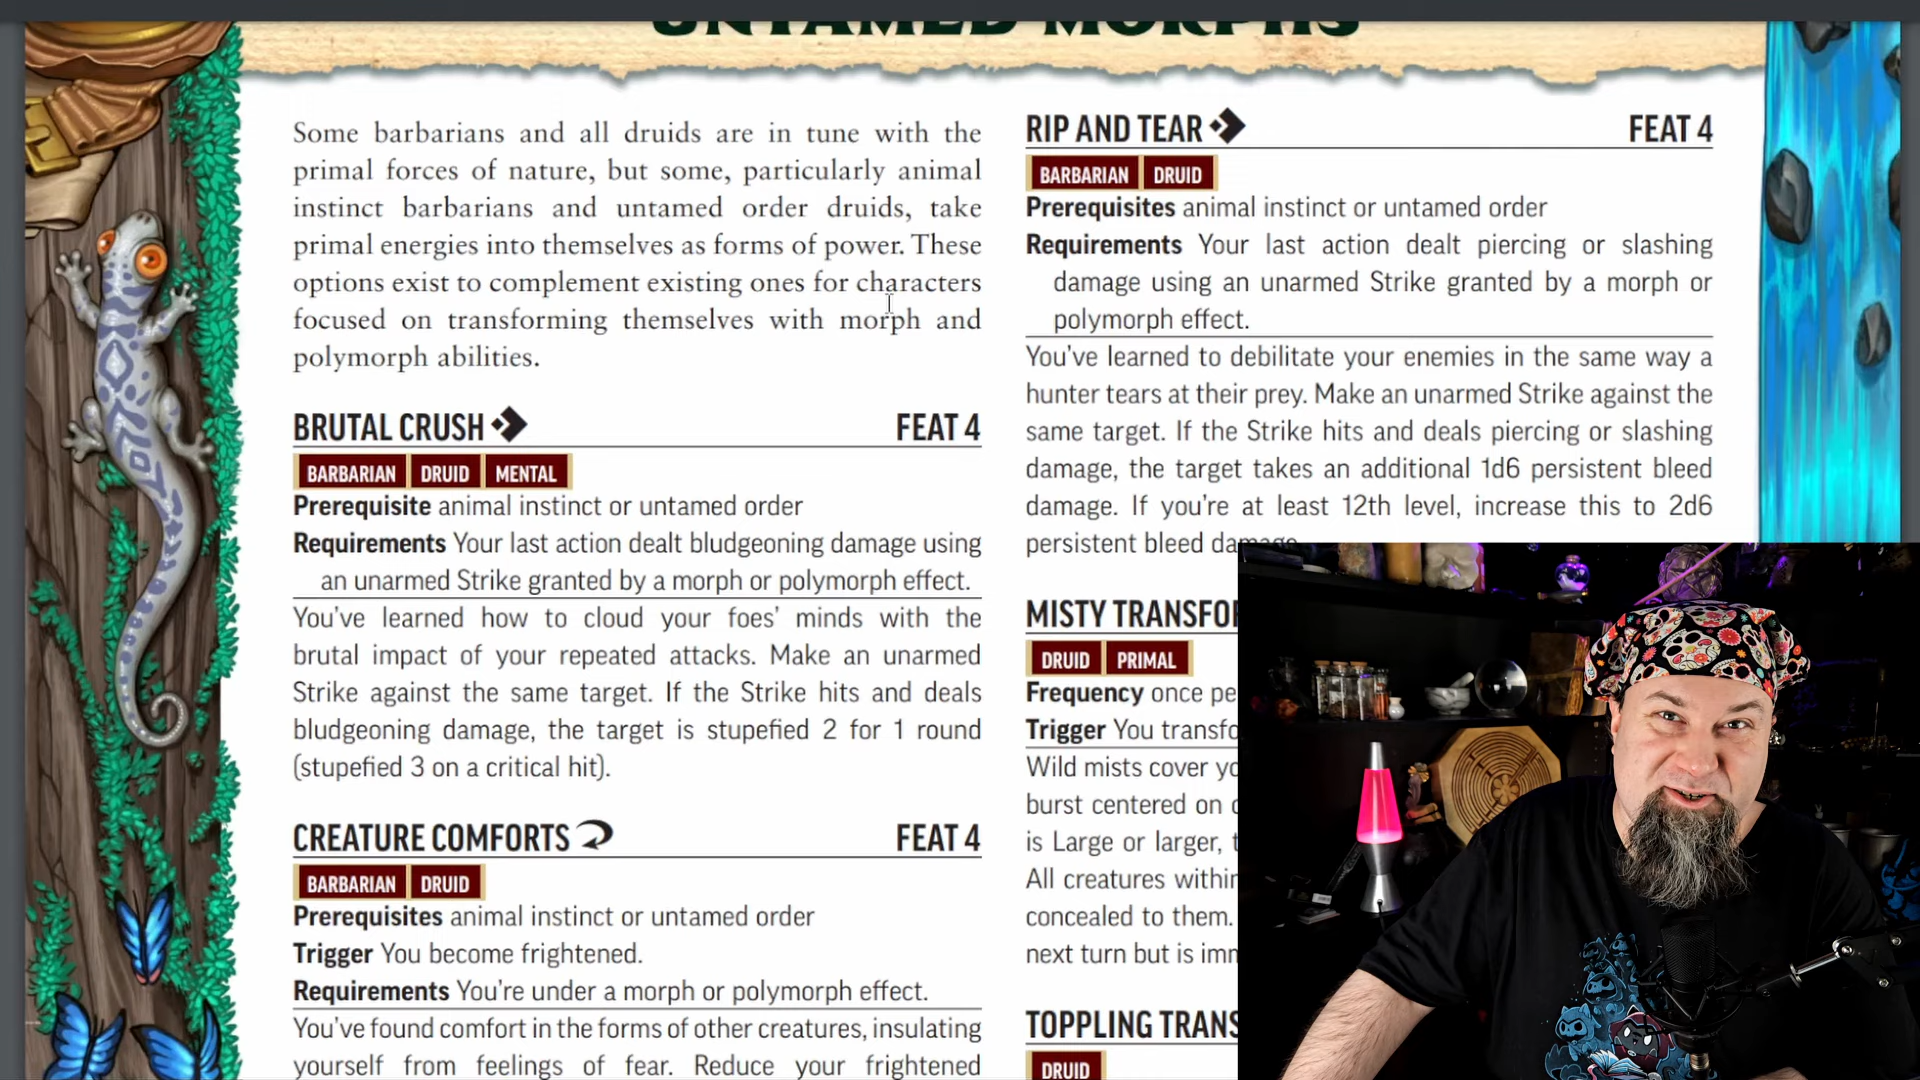 UNTAMED MORPHS
Some barbarians and all druids are in tune with the
primal forces of nature, but some, particularly animal
instinct barbarians and untamed order druids, take
primal energies into themselves as forms of power. These
options exist to complement existing ones for characters
focused on transforming themselves with morph and
polymorph abilities.
BRUTAL CRUSH FEAT 4
BARBARIAN DRUID MENTAL
Prerequisite animal instinct or untamed order
Requirements Your last action dealt bludgeoning damage using
an unarmed Strike granted by a morph or polymorph effect.
You've learned how to cloud your foes' minds with the
brutal impact of your repeated attacks. Make an unarmed
Strike against the same target. If the Strike hits and deals
bludgeoning damage, the target is stupefied 2 for 1 round
(stupefied 3 on a critical hit).
CREATURE COMFORTS FEAT 4
BARBARIAN DRUID
Prerequisites animal instinct or untamed order
Trigger You become frightened.
Requirements You're under a morph or polymorph effect.
You've found comfort in the forms of other creatures, insulating
yourself from feelings of fear. Reduce your frightened
RIP AND TEAR FEAT 4
BARBARIAN DRUID
Prerequisites animal instinct or untamed order
Requirements Your last action dealt piercing or slashing
damage using an unarmed Strike granted by a morph or
polymorph effect.
You've learned to debilitate your enemies in the same way a
hunter tears at their prey. Make an unarmed Strike against the
same target. If the Strike hits and deals piercing or slashing
damage, the target takes an additional 1d6 persistent bleed
damage. If you're at least 12th level, increase this to 2d6
persistent bleed damage.
MISTY TRANSFO
DRUID PRIMAL
Frequency once pe
Trigger You transfo
Wild mists cover yo
burst centered on
is Large or larger,
All creatures within
concealed to them.
next turn but is imm
TOPPLING TRANS
DRUID